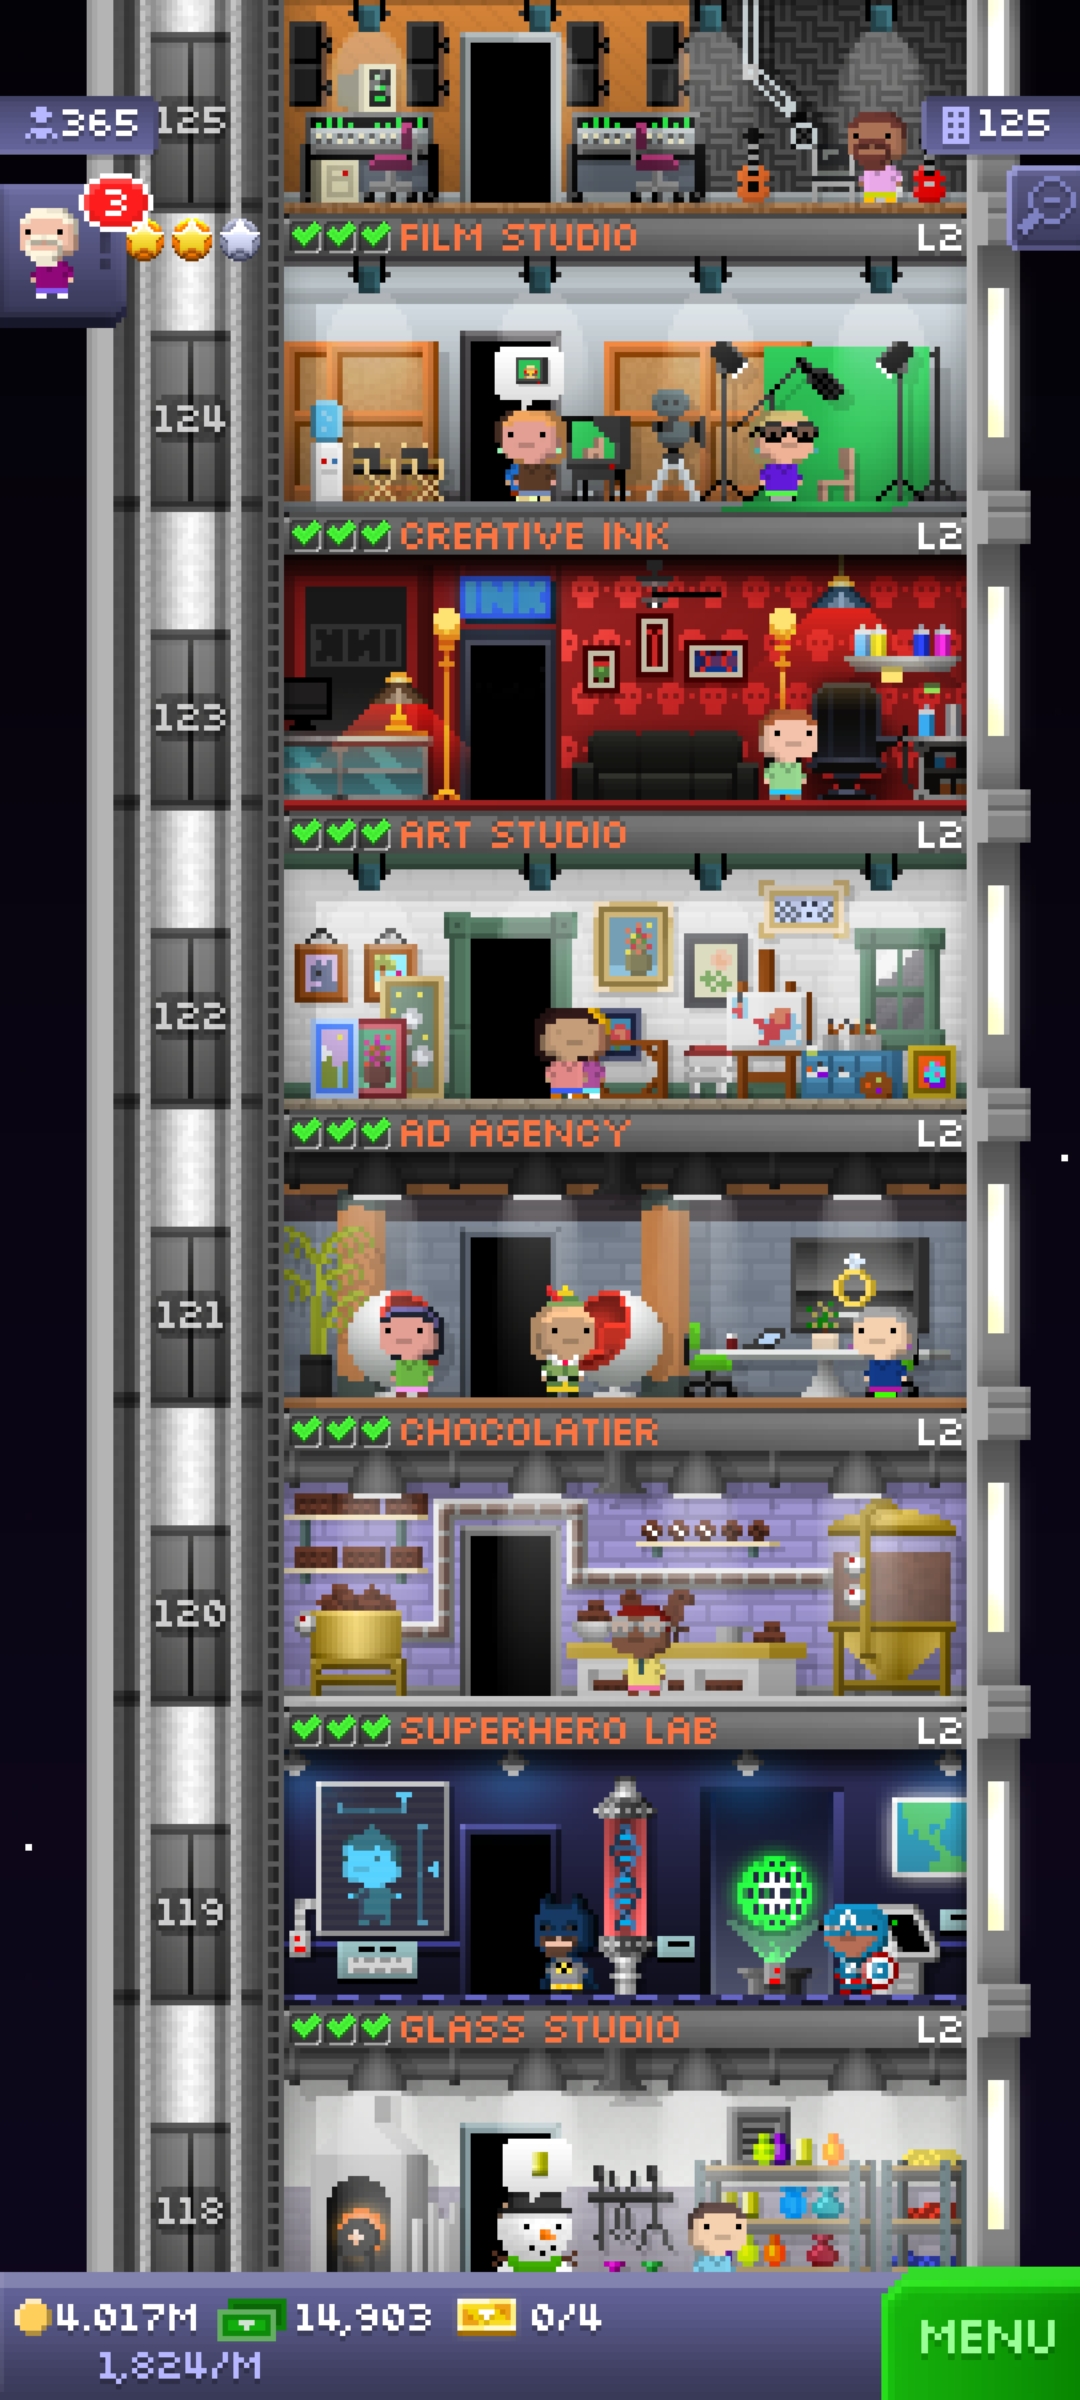 125
365
125
3
FILM STUDIO L2
124
CREATIVE INK L2
INK
INK
123
ART STUDIO L2
122
AD AGENCY L2
121
CHOCOLATIER L2
120
SUPERHERO LAB L2
119
GLASS STUDIO L2
118
4.017M 14,903 0/4
1,824/M
MENU